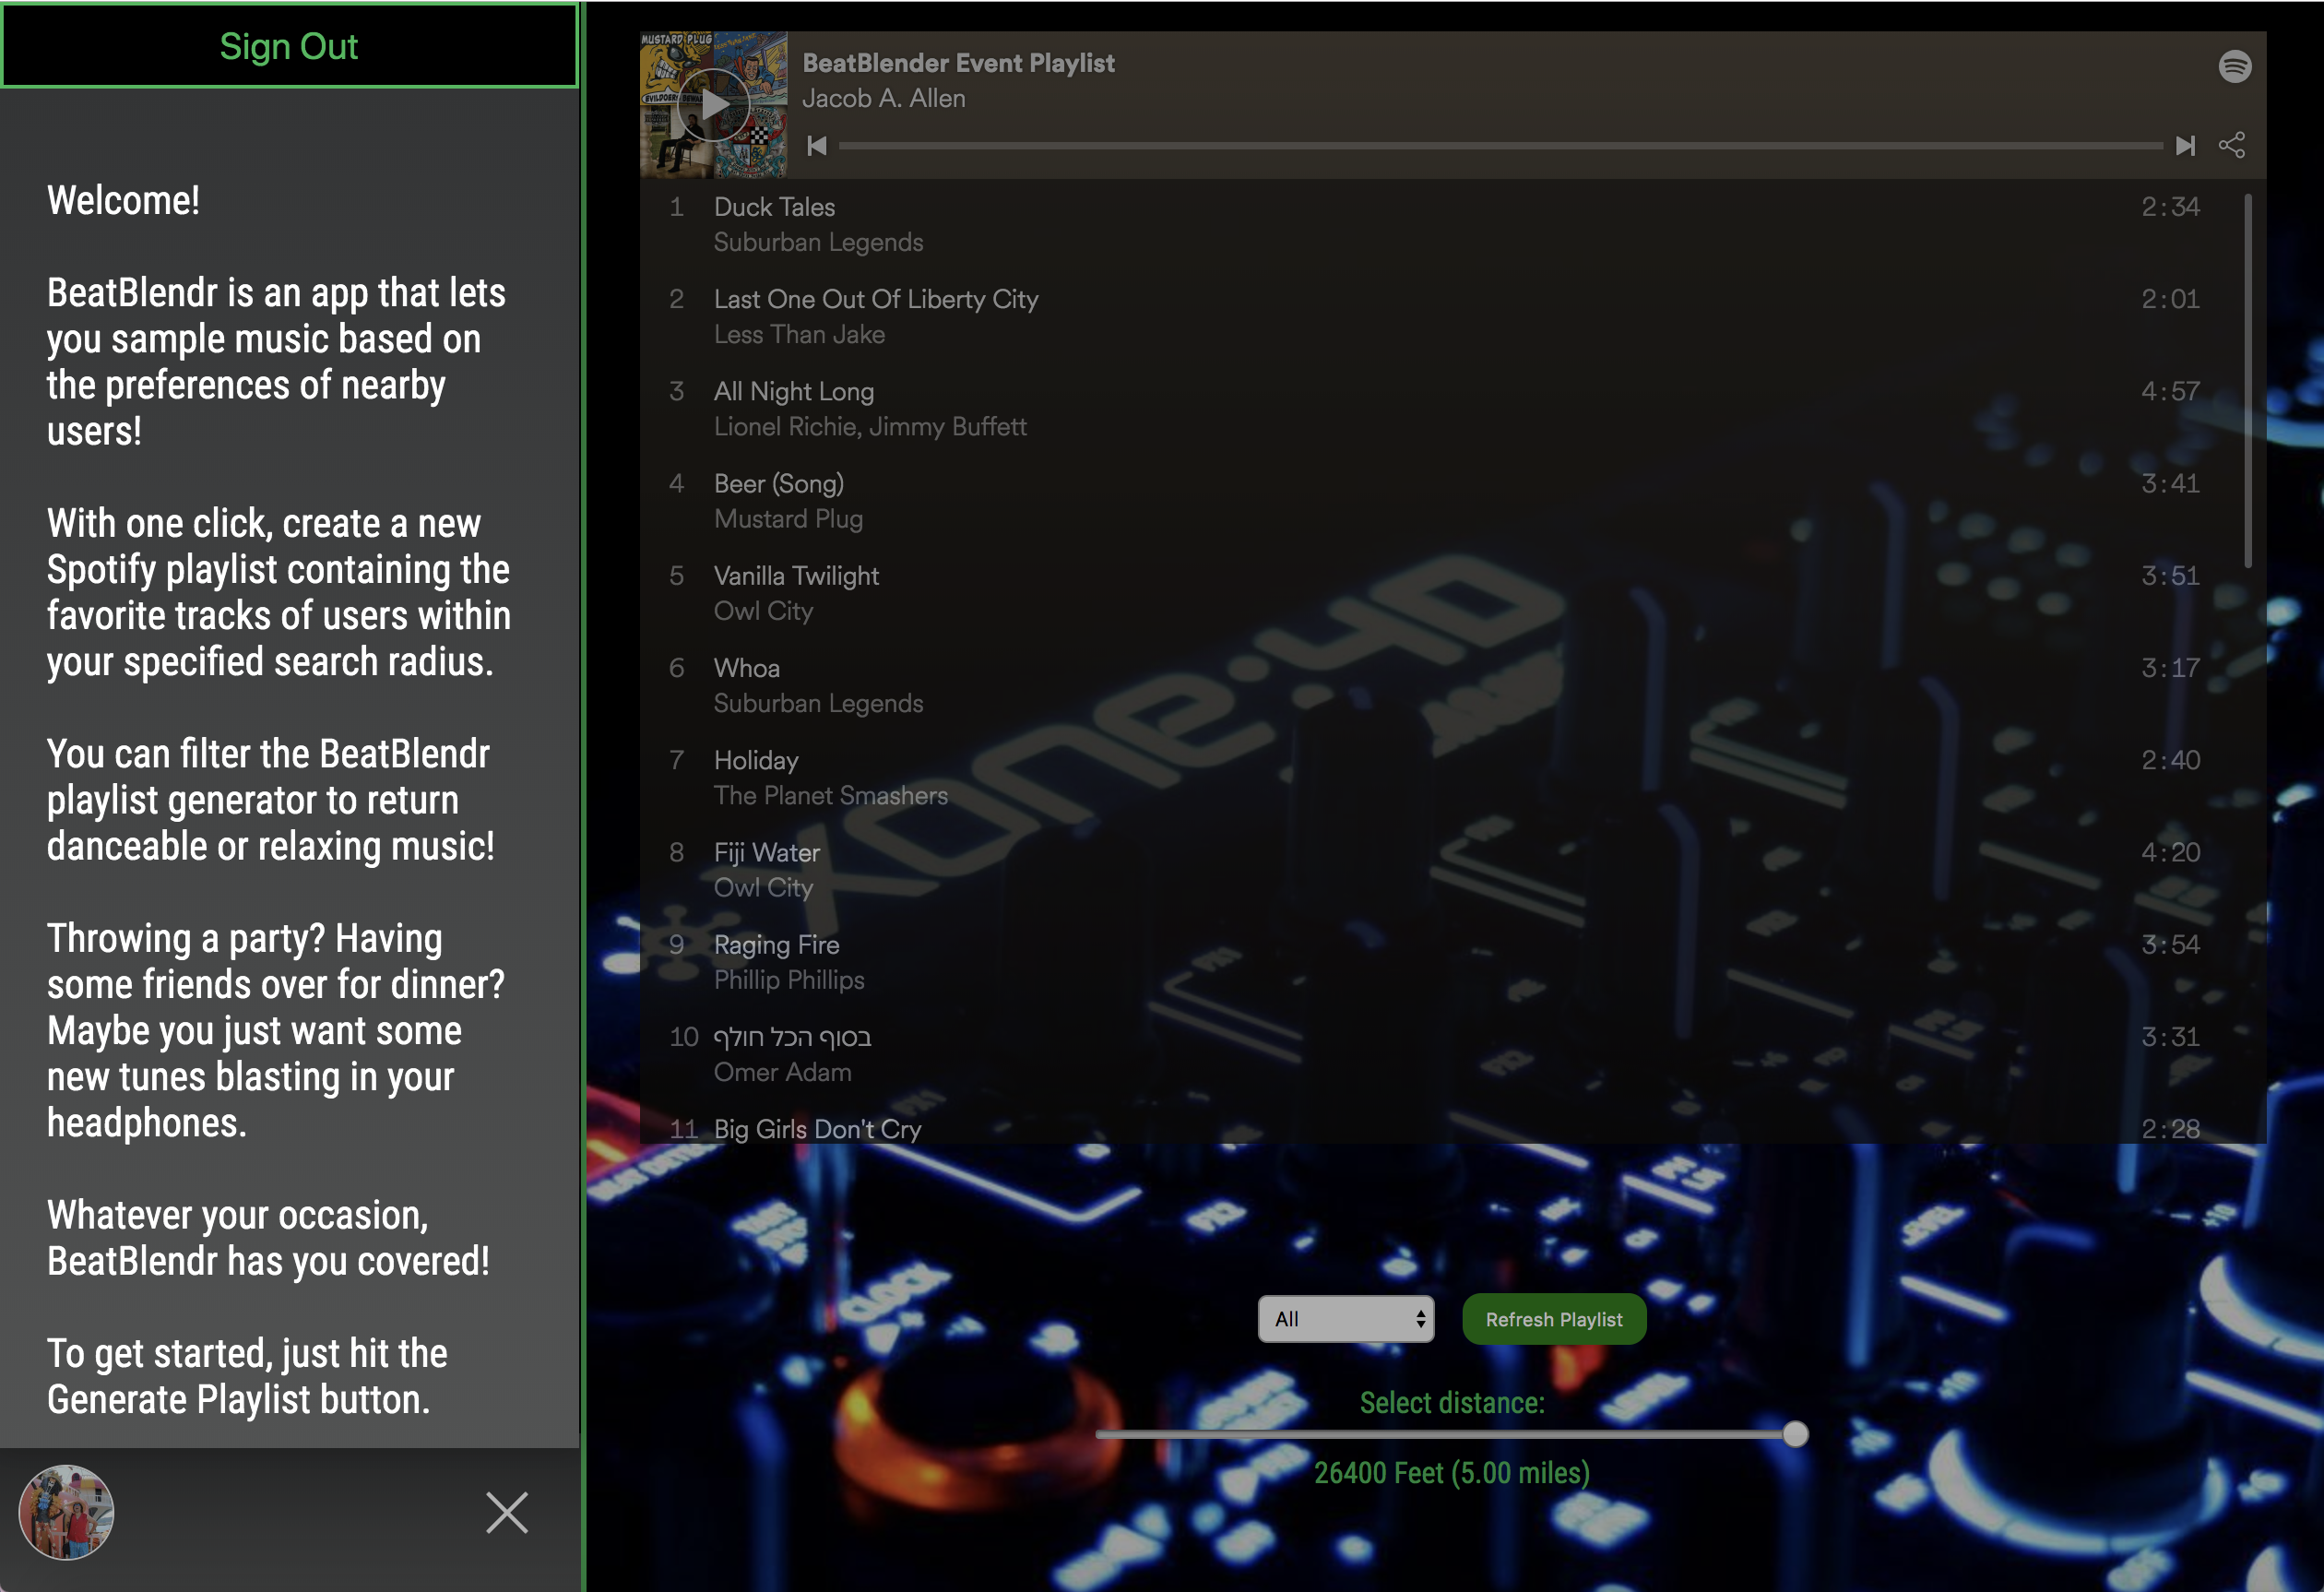 Sign Out
Welcome!
BeatBlendr is an app that lets
you sample music based on
the preferences of nearby
users!
With one click, create a new
Spotify playlist containing the
favorite tracks of users within
your specified search radius.
You can filter the BeatBlendr
playlist generator to return
danceable or relaxing music!
Throwing a party? Having
some friends over for dinner?
Maybe you just want some
new tunes blasting in your
headphones.
Whatever your occasion,
BeatBlendr has you covered!
To get started, just hit the
Generate Playlist button.
MUSTARD PLUG
BeatBlender Event Playlist
Jacob A. Allen
1 Duck Tales 2:34
Suburban Legends
2 Last One Out Of Liberty City 2:01
Less Than Jake
3 All Night Long 4:57
Lionel Richie, Jimmy Buffett
4 Beer (Song) 3:41
Mustard Plug
5 Vanilla Twilight 3:51
Owl City
6 Whoa 3:17
Suburban Legends
7 Holiday 2:40
The Planet Smashers
8 Fiji Water 4:20
Owl City
9 Raging Fire 3:54
Phillip Phillips
10 בסוף הכל חולף 3:31
Omer Adam
11 Big Girls Don't Cry 2:28
XONE:4D
FX1
FX2
CLOCK
LEVEL
+10
All
Refresh Playlist
Select distance:
26400 Feet (5.00 miles)